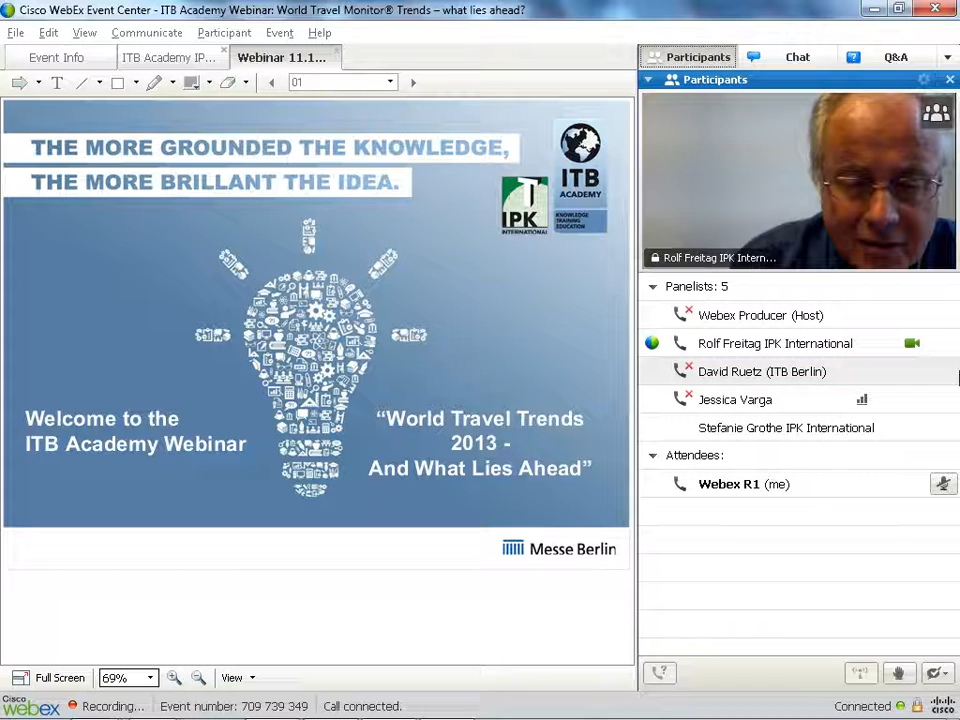 Cisco WebEx Event Center - ITB Academy Webinar: World Travel Monitor® Trends – what lies ahead?
File Edit View Communicate Participant Event Help
Event Info ITB Academy IP... Webinar 11.1...
Participants Chat Q&A
T 01
Participants
THE MORE GROUNDED THE KNOWLEDGE,
THE MORE BRILLANT THE IDEA.
ITB
ACADEMY
KNOWLEDGE
TRAINING
EDUCATION
IPK
INTERNATIONAL
Rolf Freitag IPK Intern...
Panelists: 5
Webex Producer (Host)
Rolf Freitag IPK International
David Ruetz (ITB Berlin)
Jessica Varga
Stefanie Grothe IPK International
Attendees:
Webex R1 (me)
Welcome to the
ITB Academy Webinar
“World Travel Trends
2013 -
And What Lies Ahead”
Messe Berlin
Full Screen 69% View
Cisco
webex Recording... Event number: 709 739 349 Call connected. Connected
CISCO